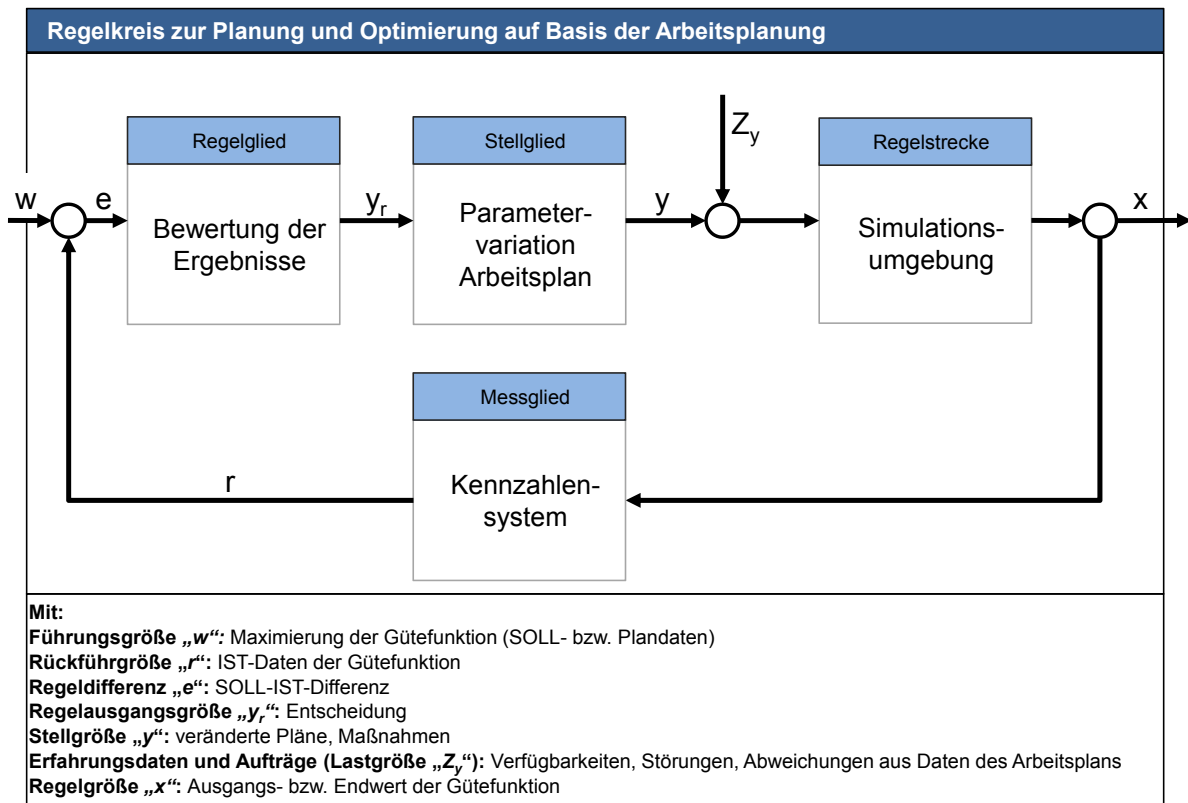 Regelkreis zur Planung und Optimierung auf Basis der Arbeitsplanung
Regelglied
Stellglied
Z_y
Regelstrecke
w
e
y_r
y
x
Bewertung der
Ergebnisse
Parameter-
variation
Arbeitsplan
Simulations-
umgebung
Messglied
r
Kennzahlen-
system
Mit:
Führungsgröße „w“: Maximierung der Gütefunktion (SOLL- bzw. Plandaten)
Rückführgröße „r“: IST-Daten der Gütefunktion
Regeldifferenz „e“: SOLL-IST-Differenz
Regelausgangsgröße „y_r“: Entscheidung
Stellgröße „y“: veränderte Pläne, Maßnahmen
Erfahrungsdaten und Aufträge (Lastgröße „Z_y“): Verfügbarkeiten, Störungen, Abweichungen aus Daten des Arbeitsplans
Regelgröße „x“: Ausgangs- bzw. Endwert der Gütefunktion